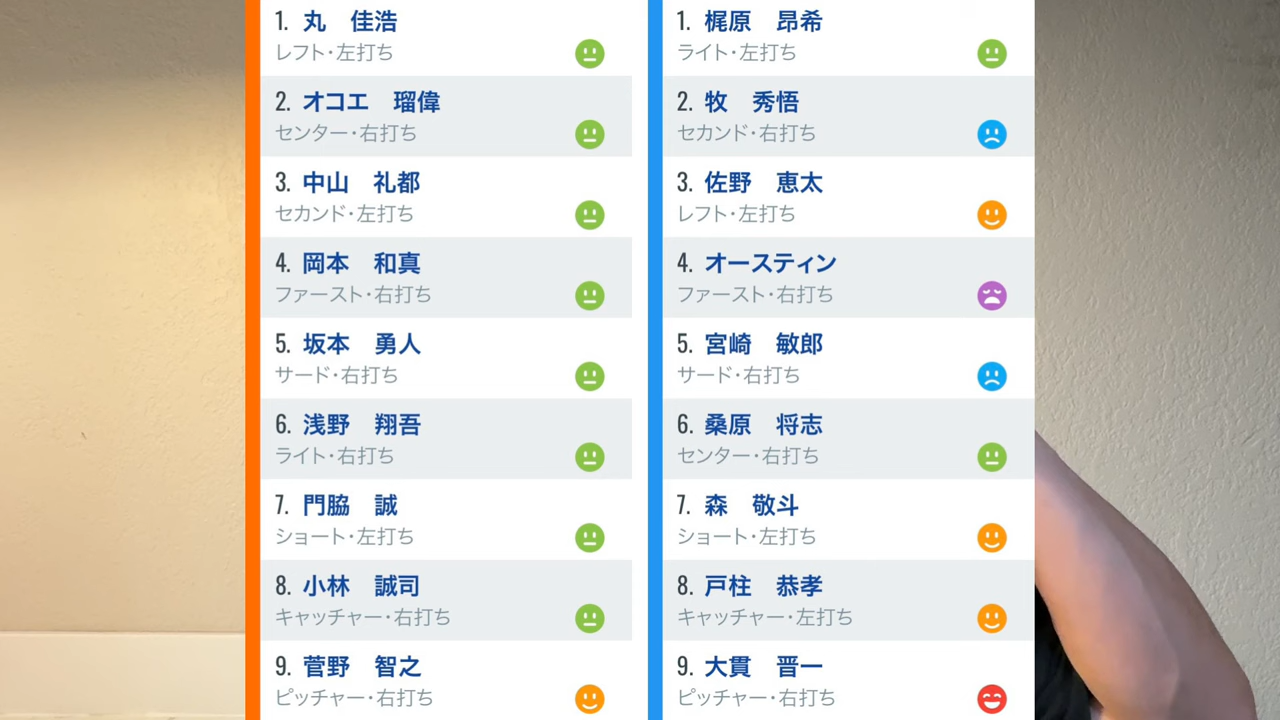 1. 丸 佳浩
レフト・左打ち
2. オコエ 瑠偉
センター・右打ち
3. 中山 礼都
セカンド・左打ち
4. 岡本 和真
ファースト・右打ち
5. 坂本 勇人
サード・右打ち
6. 浅野 翔吾
ライト・右打ち
7. 門脇 誠
ショート・左打ち
8. 小林 誠司
キャッチャー・右打ち
9. 菅野 智之
ピッチャー・右打ち
1. 梶原 昂希
ライト・左打ち
2. 牧 秀悟
セカンド・右打ち
3. 佐野 恵太
レフト・左打ち
4. オースティン
ファースト・右打ち
5. 宮崎 敏郎
サード・右打ち
6. 桑原 将志
センター・右打ち
7. 森 敬斗
ショート・左打ち
8. 戸柱 恭孝
キャッチャー・左打ち
9. 大貫 晋一
ピッチャー・右打ち